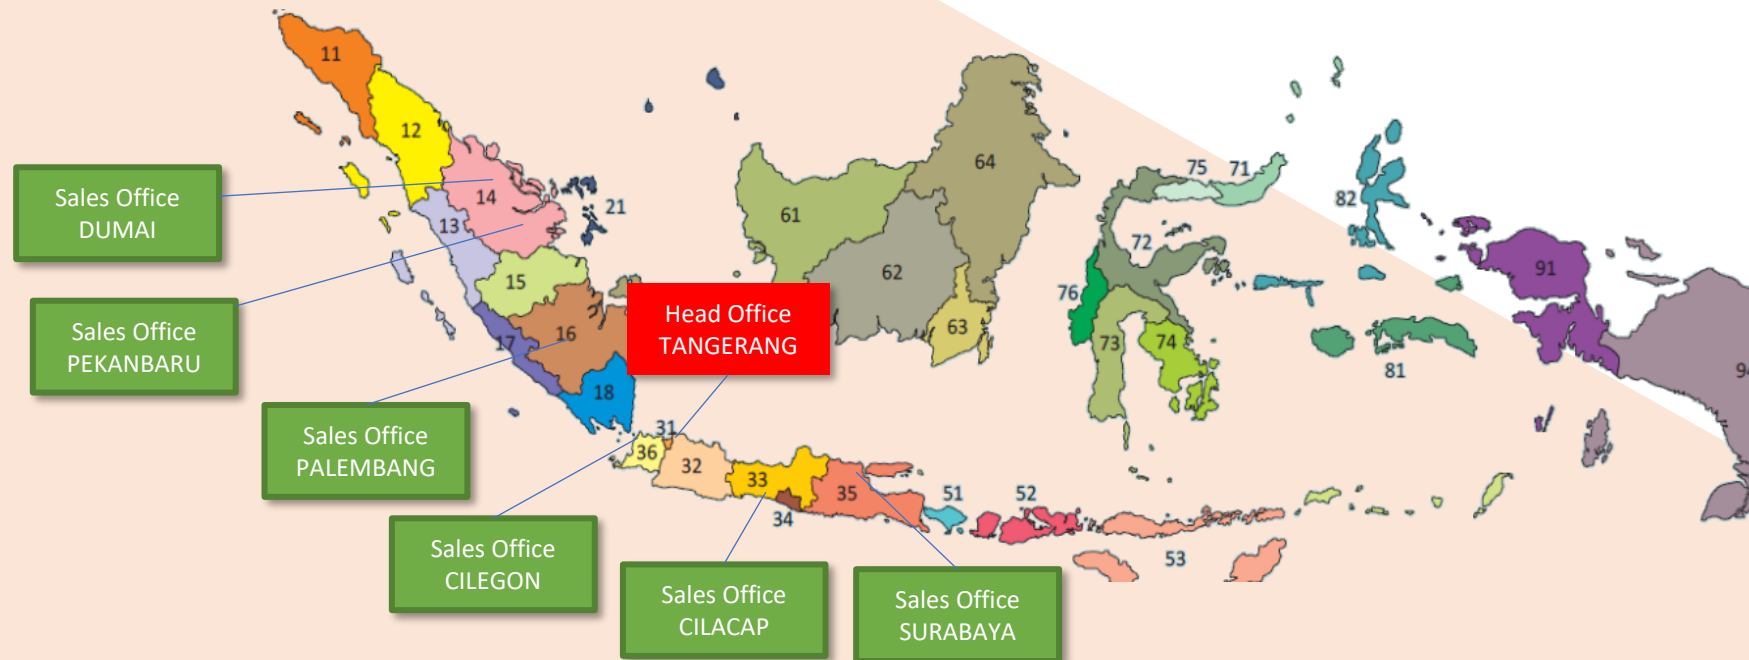 11
12
Sales Office
DUMAI
14
13
21
15
Sales Office
PEKANBARU
16
17
18
Head Office
TANGERANG
61
62
63
64
75
71
72
76
73
74
82
81
91
Sales Office
PALEMBANG
31
36
32
33
34
35
51
52
53
Sales Office
CILEGON
Sales Office
CILACAP
Sales Office
SURABAYA